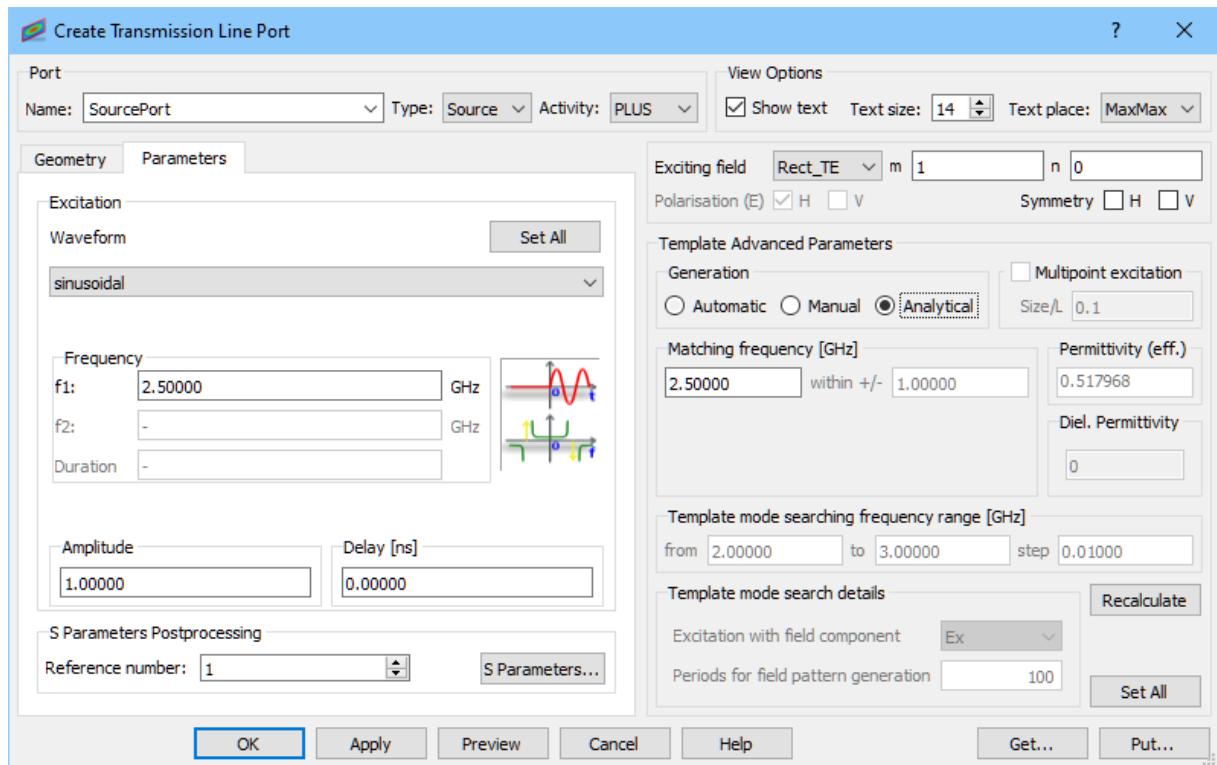 Create Transmission Line Port ?
Port
Name: SourcePort Type: Source Activity: PLUS
View Options
Show text Text size: 14 Text place: MaxMax
Geometry Parameters
Excitation
Waveform Set All
sinusoidal
Frequency
f1: 2.50000 GHz
f2: - GHz
Duration -
Amplitude
1.00000
Delay [ns]
0.00000
S Parameters Postprocessing
Reference number: 1 S Parameters...
Exciting field Rect_TE m 1 n 0
Polarisation (E) H V Symmetry H V
Template Advanced Parameters
Generation
Automatic Manual Analytical
Multipoint excitation
Size/L 0.1
Matching frequency [GHz]
2.50000 within +/- 1.00000
Permittivity (eff.)
0.517968
Diel. Permittivity
0
Template mode searching frequency range [GHz]
from 2.00000 to 3.00000 step 0.01000
Template mode search details
Excitation with field component Ex
Periods for field pattern generation 100
Recalculate
Set All
OK Apply Preview Cancel Help Get... Put...